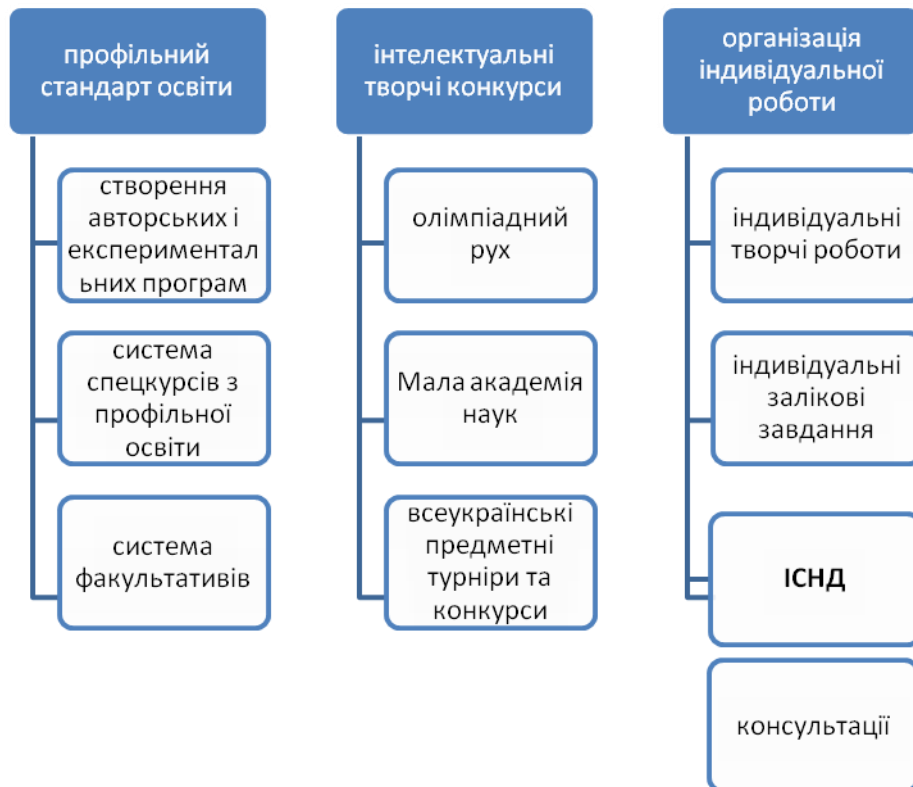 профільний
стандарт освіти
створення
авторських і
експериментал
ьних програм
система
спецкурсів з
профільної
освіти
система
факультативів
інтелектуальні
творчі конкурси
олімпіадний
рух
Мала академія
наук
всеукраїнські
предметні
турніри та
конкурси
організація
індивідуальної
роботи
індивідуальні
творчі роботи
індивідуальні
залікові
завдання
ІСНД
консультації